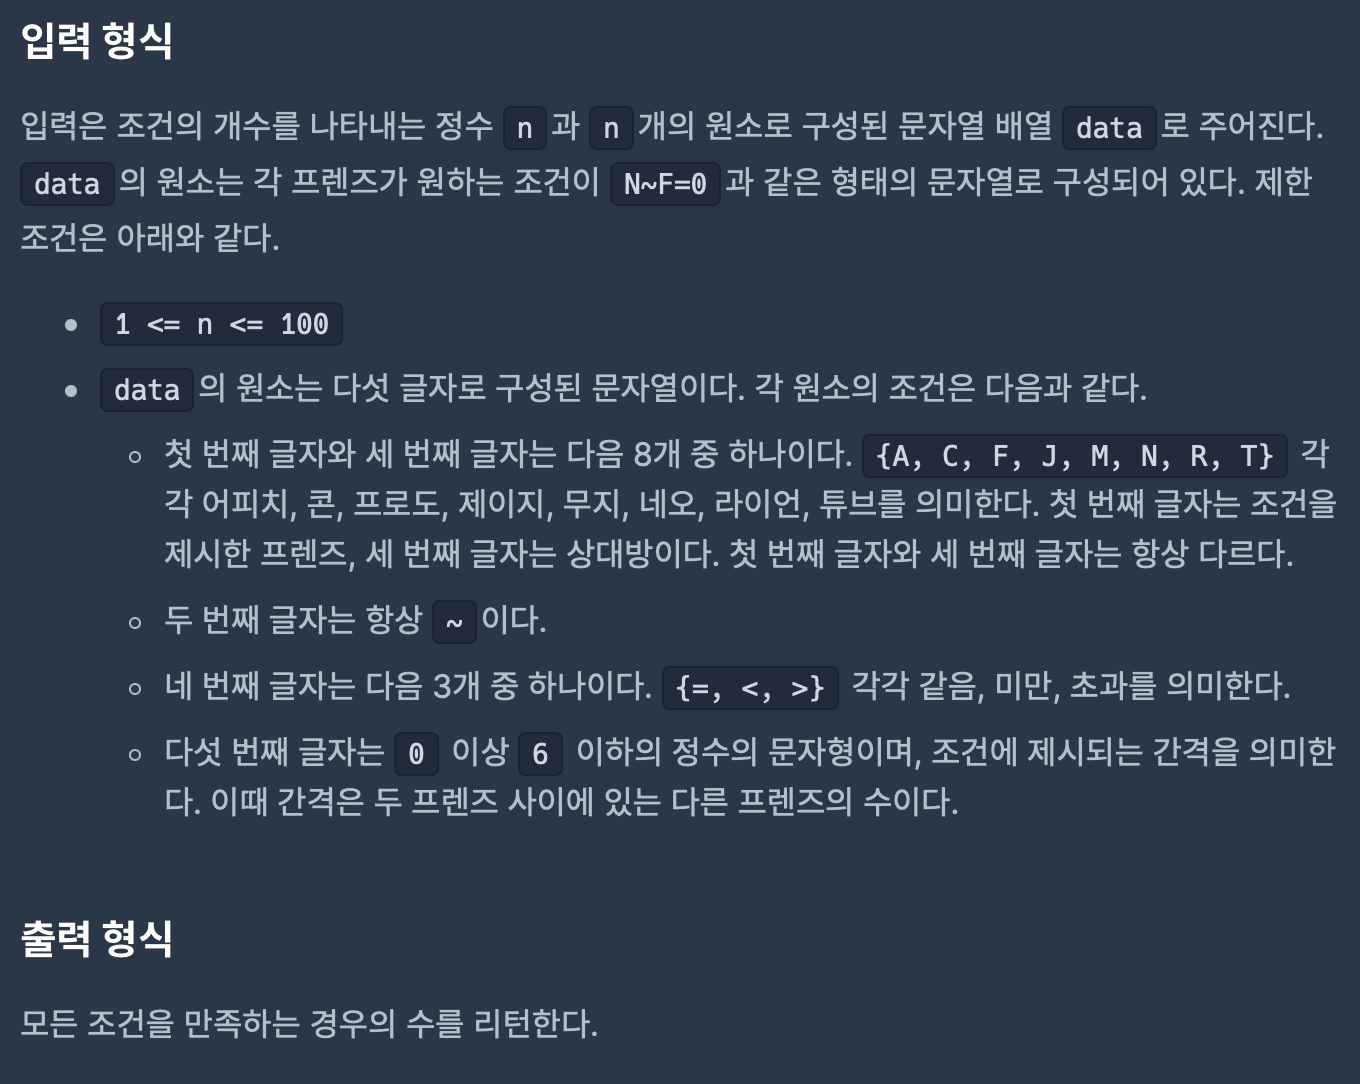 입력 형식
입력은 조건의 개수를 나타내는 정수 n과 n개의 원소로 구성된 문자열 배열 data로 주어진다.
data의 원소는 각 프렌즈가 원하는 조건이 N~F=0과 같은 형태의 문자열로 구성되어 있다. 제한
조건은 아래와 같다.
• 1 <= n <= 100
• data의 원소는 다섯 글자로 구성된 문자열이다. 각 원소의 조건은 다음과 같다.
◦ 첫 번째 글자와 세 번째 글자는 다음 8개 중 하나이다. {A, C, F, J, M, N, R, T} 각
각 어피치, 콘, 프로도, 제이지, 무지, 네오, 라이언, 튜브를 의미한다. 첫 번째 글자는 조건을
제시한 프렌즈, 세 번째 글자는 상대방이다. 첫 번째 글자와 세 번째 글자는 항상 다르다.
◦ 두 번째 글자는 항상 ~이다.
◦ 네 번째 글자는 다음 3개 중 하나이다. {=, <, >} 각각 같음, 미만, 초과를 의미한다.
◦ 다섯 번째 글자는 0 이상 6 이하의 정수의 문자형이며, 조건에 제시되는 간격을 의미한
다. 이때 간격은 두 프렌즈 사이에 있는 다른 프렌즈의 수이다.
출력 형식
모든 조건을 만족하는 경우의 수를 리턴한다.